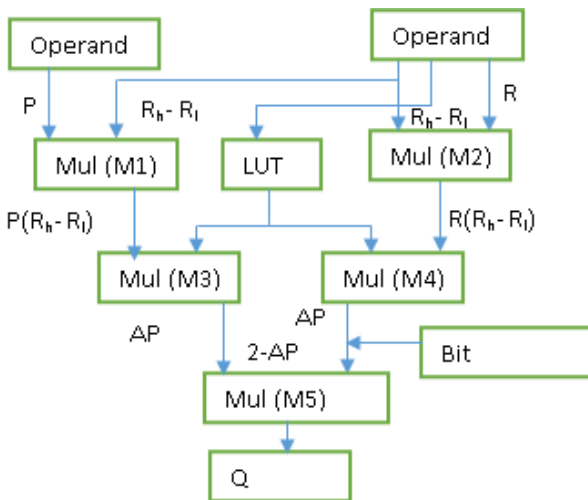 Operand
Operand
P
Rₕ- Rₗ
Rₕ- Rₗ
R
Mul (M1)
LUT
Mul (M2)
P(Rₕ- Rₗ)
R(Rₕ- Rₗ)
Mul (M3)
Mul (M4)
AP
AP
2-AP
Bit
Mul (M5)
Q